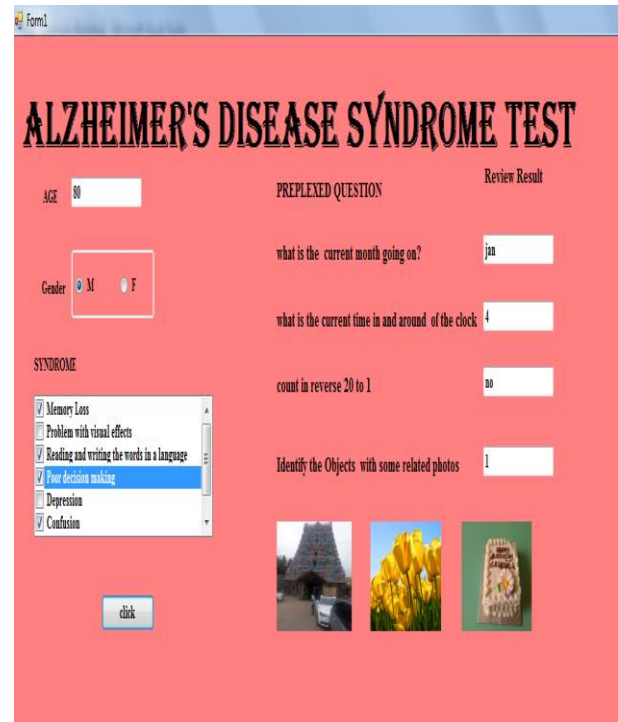 Form1
ALZHEIMER'S DISEASE SYNDROME TEST
AGE 80
Gender M F
SYNDROME
Memory Loss
Problem with visual effects
Reading and writing the words in a language
Poor decision making
Depression
Confusion
click
Review Result
PREPLEXED QUESTION
what is the current month going on? jan
what is the current time in and around of the clock 4
count in reverse 20 to 1 no
Identify the Objects with some related photos 1